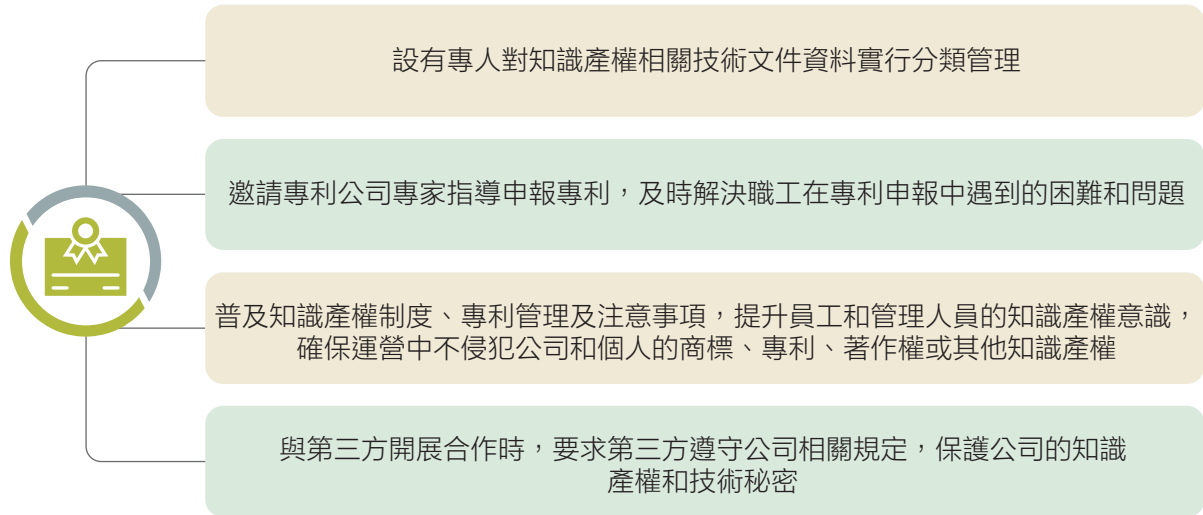 設有專人對知識產權相關技術文件資料實行分類管理
邀請專利公司專家指導申報專利，及時解決職工在專利申報中遇到的困難和問題
普及知識產權制度、專利管理及注意事項，提升員工和管理人員的知識產權意識，
確保運營中不侵犯公司和個人的商標、專利、著作權或其他知識產權
與第三方開展合作時，要求第三方遵守公司相關規定，保護公司的知識
產權和技術秘密